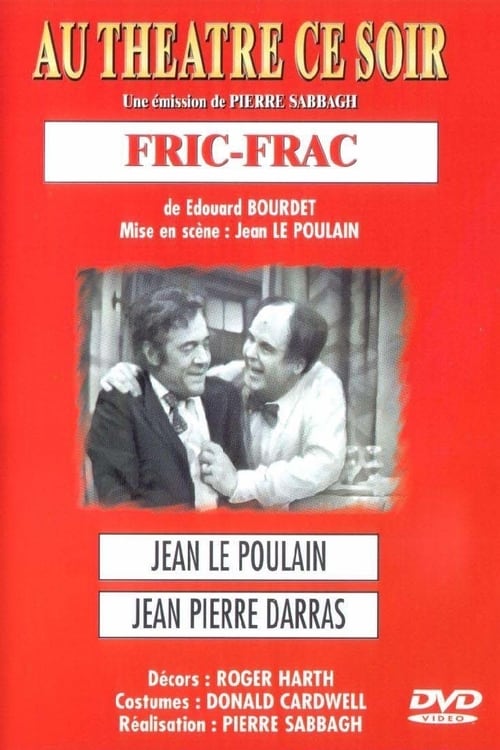 AU THEATRE CE SOIR
Une émission de PIERRE SABBAGH
FRIC-FRAC
de Edouard BOURDET
Mise en scène : Jean LE POULAIN
JEAN LE POULAIN
JEAN PIERRE DARRAS
Décors : ROGER HARTH
Costumes : DONALD CARDWELL
Réalisation : PIERRE SABBAGH
DVD
VIDEO